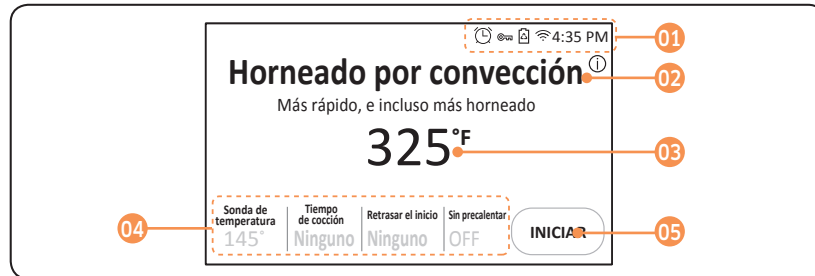 4:35 PM
01
Horneado por convección
02
Más rápido, e incluso más horneado
325°F
03
04
Sonda de temperatura
145°
Tiempo de cocción
Ninguno
Retrasar el inicio
Ninguno
Sin precalentar
OFF
INICIAR
05